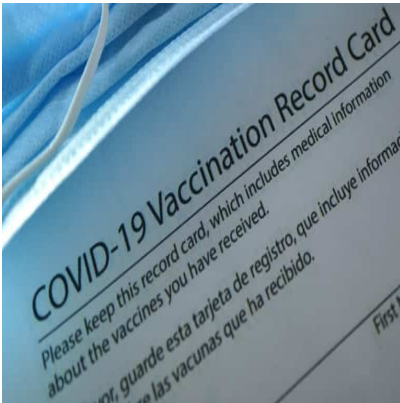 COVID-19 Vaccination Record Card
Please keep this record card, which includes medical information
about the vaccines you have received.
guarde esta tarjeta de registro, que incluye
las vacunas que ha recibido.
First